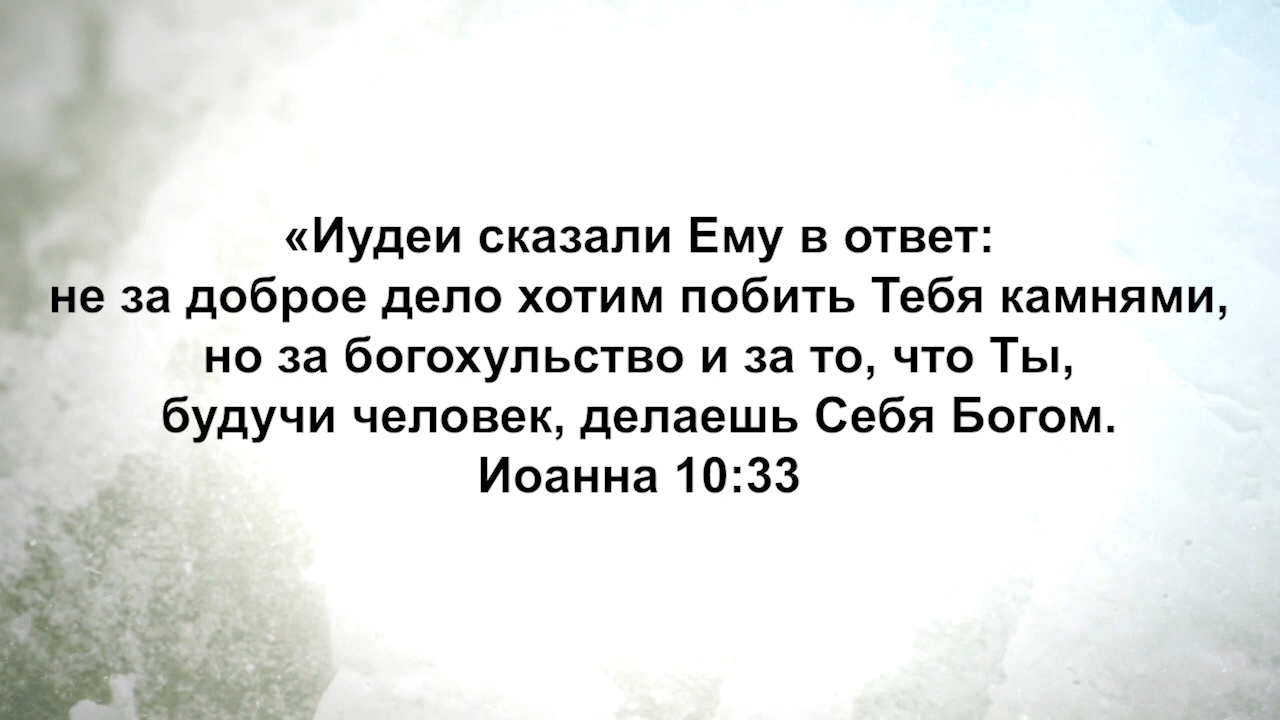 «Иудеи сказали Ему в ответ:
не за доброе дело хотим побить Тебя камнями,
но за богохульство и за то, что Ты,
будучи человек, делаешь Себя Богом.
Иоанна 10:33